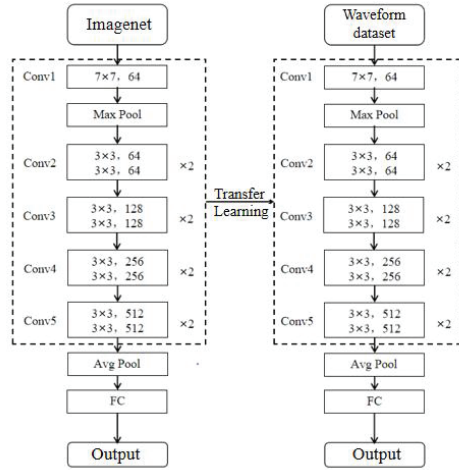 Imagenet
Conv1
7×7, 64
Max Pool
Conv2
3×3, 64
3×3, 64
×2
Conv3
3×3, 128
3×3, 128
×2
Conv4
3×3, 256
3×3, 256
×2
Conv5
3×3, 512
3×3, 512
×2
Avg Pool
FC
Output
Transfer
Learning
Waveform
dataset
Conv1
7×7, 64
Max Pool
Conv2
3×3, 64
3×3, 64
×2
Conv3
3×3, 128
3×3, 128
×2
Conv4
3×3, 256
3×3, 256
×2
Conv5
3×3, 512
3×3, 512
×2
Avg Pool
FC
Output